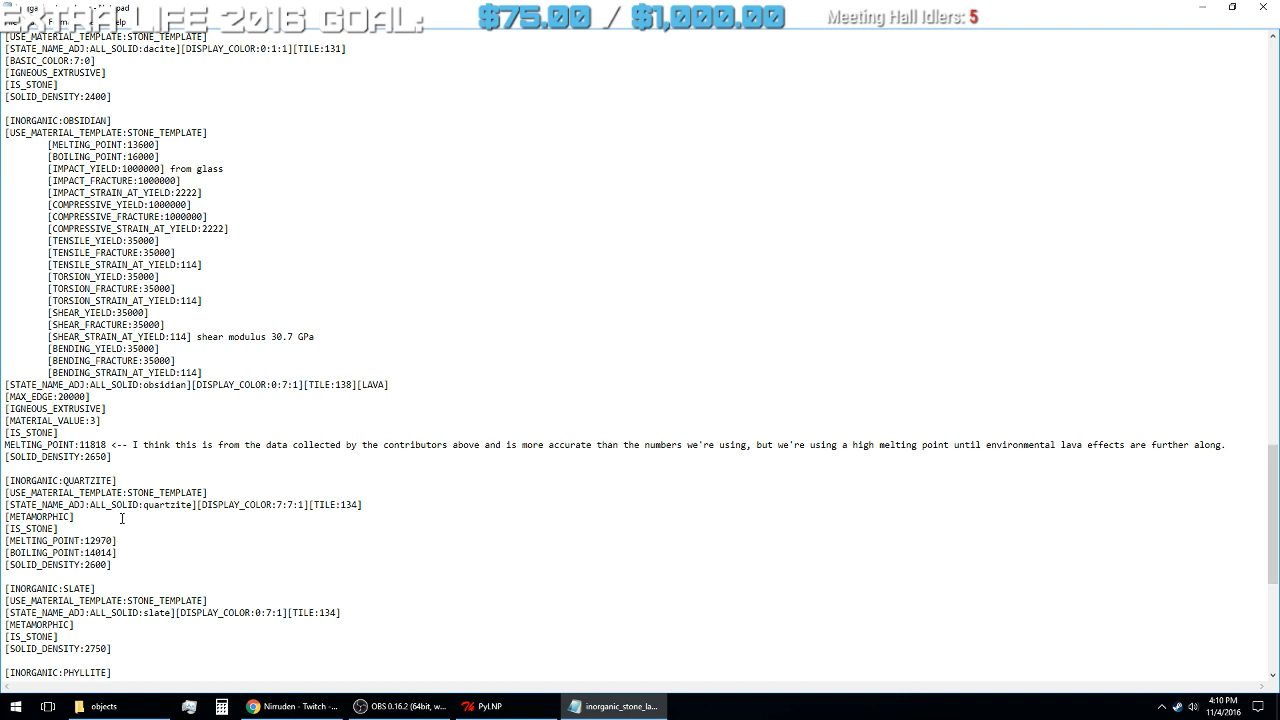 EXTRA LIFE 2016 GOAL: $75.00 / $1,000.00
Meeting Hall Idlers: 5
[USE_MATERIAL_TEMPLATE:STONE_TEMPLATE]
[STATE_NAME_ADJ:ALL_SOLID:dacite][DISPLAY_COLOR:0:1:1][TILE:131]
[BASIC_COLOR:7:0]
[IGNEOUS_EXTRUSIVE]
[IS_STONE]
[SOLID_DENSITY:2400]
[INORGANIC:OBSIDIAN]
[USE_MATERIAL_TEMPLATE:STONE_TEMPLATE]
[MELTING_POINT:13600]
[BOILING_POINT:16000]
[IMPACT_YIELD:1000000] from glass
[IMPACT_FRACTURE:1000000]
[IMPACT_STRAIN_AT_YIELD:2222]
[COMPRESSIVE_YIELD:1000000]
[COMPRESSIVE_FRACTURE:1000000]
[COMPRESSIVE_STRAIN_AT_YIELD:2222]
[TENSILE_YIELD:35000]
[TENSILE_FRACTURE:35000]
[TENSILE_STRAIN_AT_YIELD:114]
[TORSION_YIELD:35000]
[TORSION_FRACTURE:35000]
[TORSION_STRAIN_AT_YIELD:114]
[SHEAR_YIELD:35000]
[SHEAR_FRACTURE:35000]
[SHEAR_STRAIN_AT_YIELD:114] shear modulus 30.7 GPa
[BENDING_YIELD:35000]
[BENDING_FRACTURE:35000]
[BENDING_STRAIN_AT_YIELD:114]
[STATE_NAME_ADJ:ALL_SOLID:obsidian][DISPLAY_COLOR:0:7:1][TILE:138][LAVA]
[MAX_EDGE:20000]
[IGNEOUS_EXTRUSIVE]
[MATERIAL_VALUE:3]
[IS_STONE]
MELTING_POINT:11818 <-- I think this is from the data collected by the contributors above and is more accurate than the numbers we're using, but we're using a high melting point until environmental lava effects are further along.
[SOLID_DENSITY:2650]
[INORGANIC:QUARTZITE]
[USE_MATERIAL_TEMPLATE:STONE_TEMPLATE]
[STATE_NAME_ADJ:ALL_SOLID:quartzite][DISPLAY_COLOR:7:7:1][TILE:134]
[METAMORPHIC]
[IS_STONE]
[MELTING_POINT:12970]
[BOILING_POINT:14014]
[SOLID_DENSITY:2600]
[INORGANIC:SLATE]
[USE_MATERIAL_TEMPLATE:STONE_TEMPLATE]
[STATE_NAME_ADJ:ALL_SOLID:slate][DISPLAY_COLOR:0:7:1][TILE:134]
[METAMORPHIC]
[IS_STONE]
[SOLID_DENSITY:2750]
[INORGANIC:PHYLLITE]
objects
Nirruden - Twitch -...
OBS 0.16.2 (64bit, w...
PyLNP
inorganic_stone_la...
4:10 PM
11/4/2016